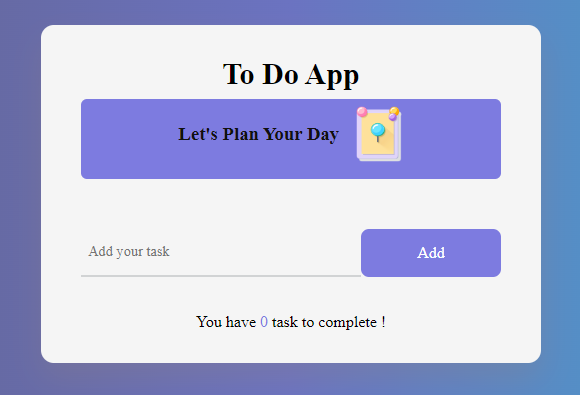 To Do App
Let's Plan Your Day
Add your task
Add
You have 0 task to complete !